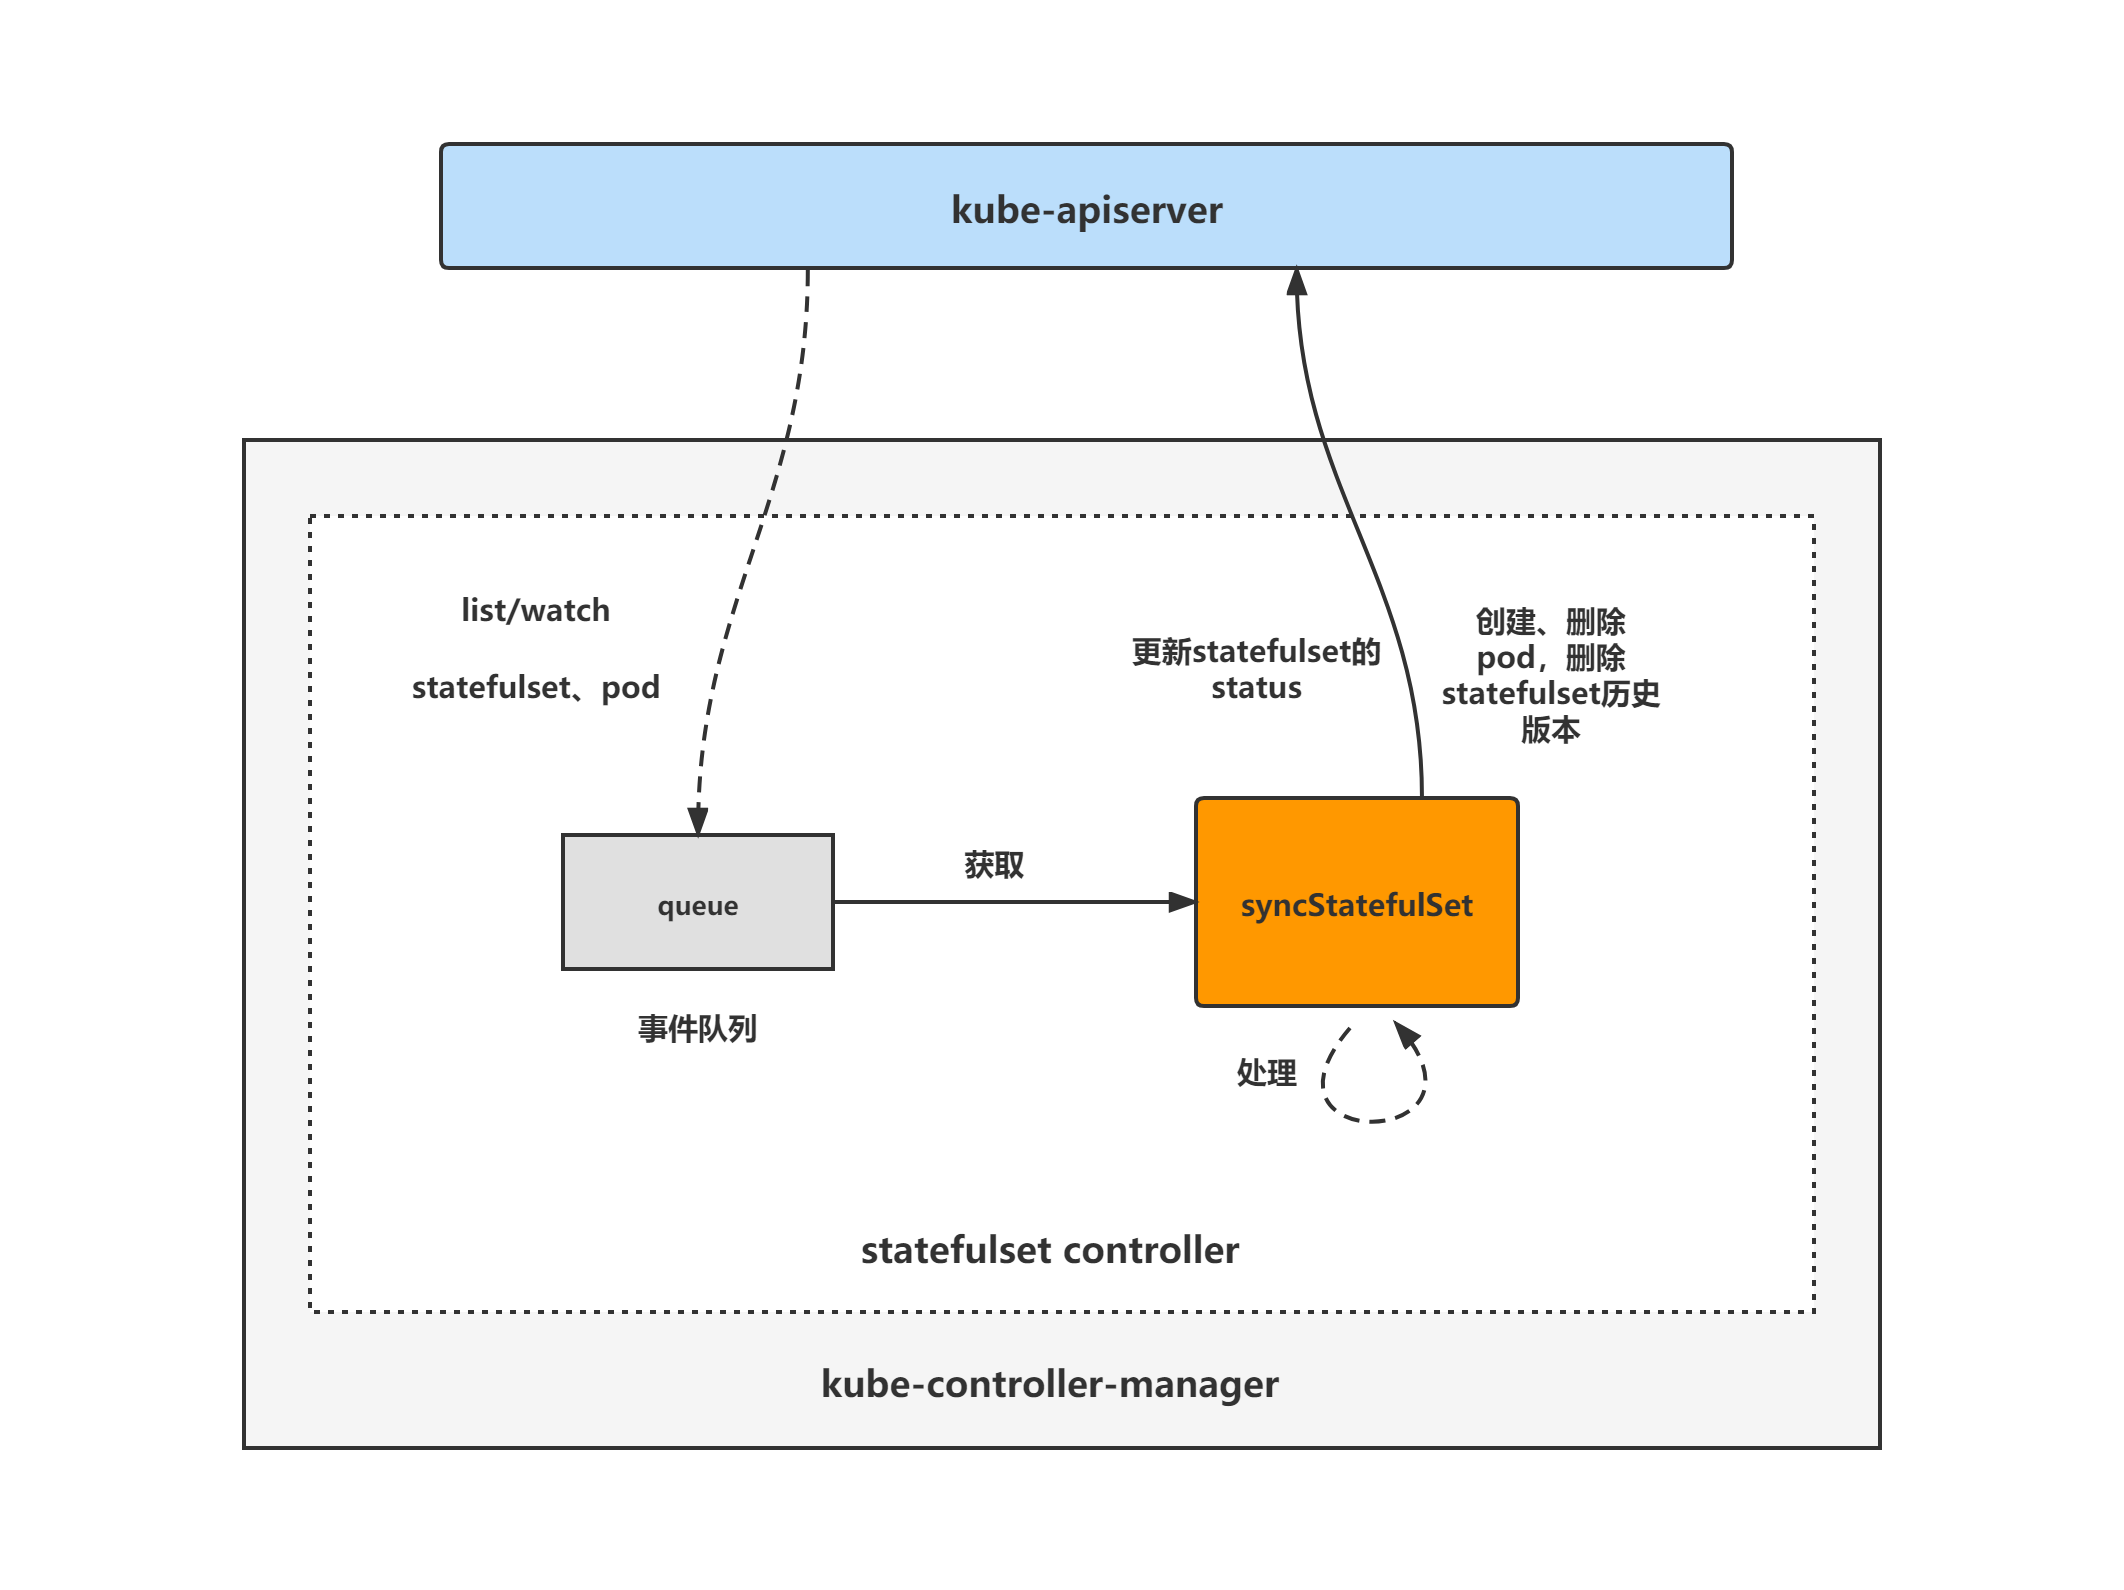 kube-apiserver
list/watch
statefulset、pod
更新statefulset的
status
创建、删除
pod，删除
statefulset历史
版本
获取
queue
syncStatefulSet
事件队列
处理
statefulset controller
kube-controller-manager